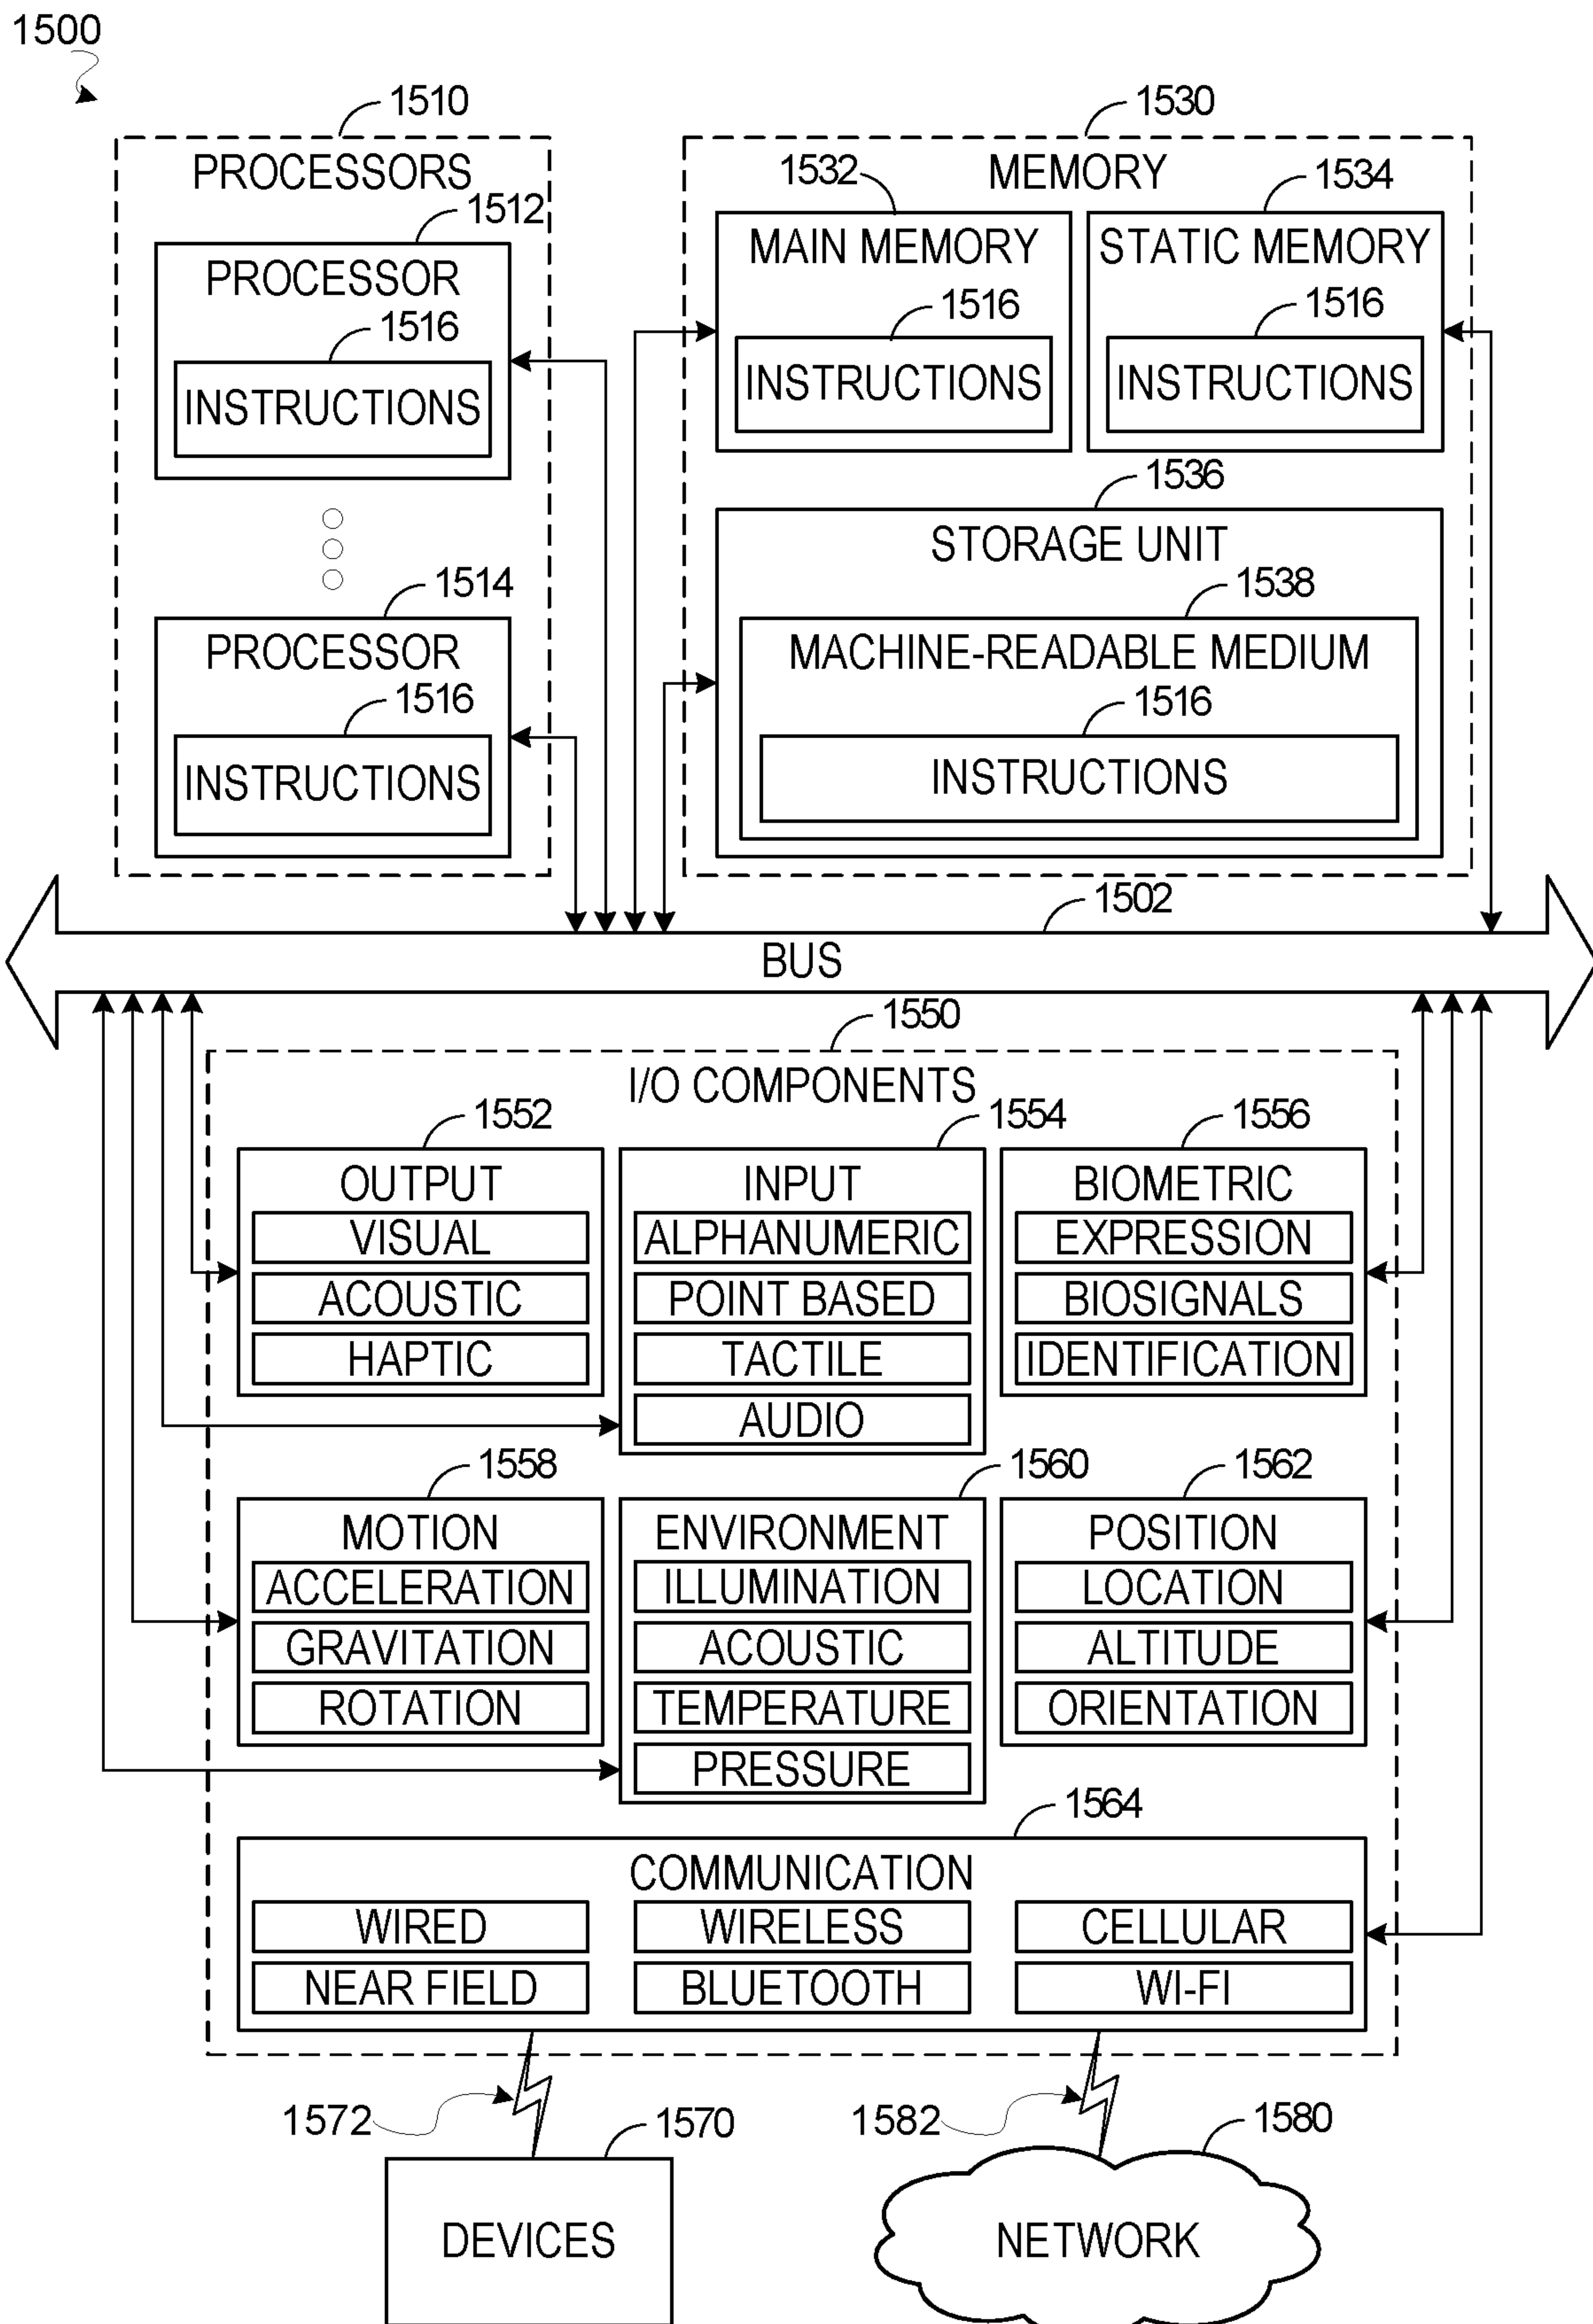 1500
1510
1530
PROCESSORS
MEMORY
1512
1532
1534
PROCESSOR
MAIN MEMORY
STATIC MEMORY
1516
1516
1516
INSTRUCTIONS
INSTRUCTIONS
INSTRUCTIONS
1536
STORAGE UNIT
1514
1538
PROCESSOR
MACHINE-READABLE MEDIUM
1516
1516
INSTRUCTIONS
INSTRUCTIONS
1502
BUS
1550
I/O COMPONENTS
1552
1554
1556
OUTPUT
INPUT
BIOMETRIC
VISUAL
ALPHANUMERIC
EXPRESSION
ACOUSTIC
POINT BASED
BIOSIGNALS
HAPTIC
TACTILE
IDENTIFICATION
AUDIO
1558
1560
1562
MOTION
ENVIRONMENT
POSITION
ACCELERATION
ILLUMINATION
LOCATION
GRAVITATION
ACOUSTIC
ALTITUDE
ROTATION
TEMPERATURE
ORIENTATION
PRESSURE
1564
COMMUNICATION
WIRED
WIRELESS
CELLULAR
NEAR FIELD
BLUETOOTH
WI-FI
1572
1570
1582
1580
DEVICES
NETWORK